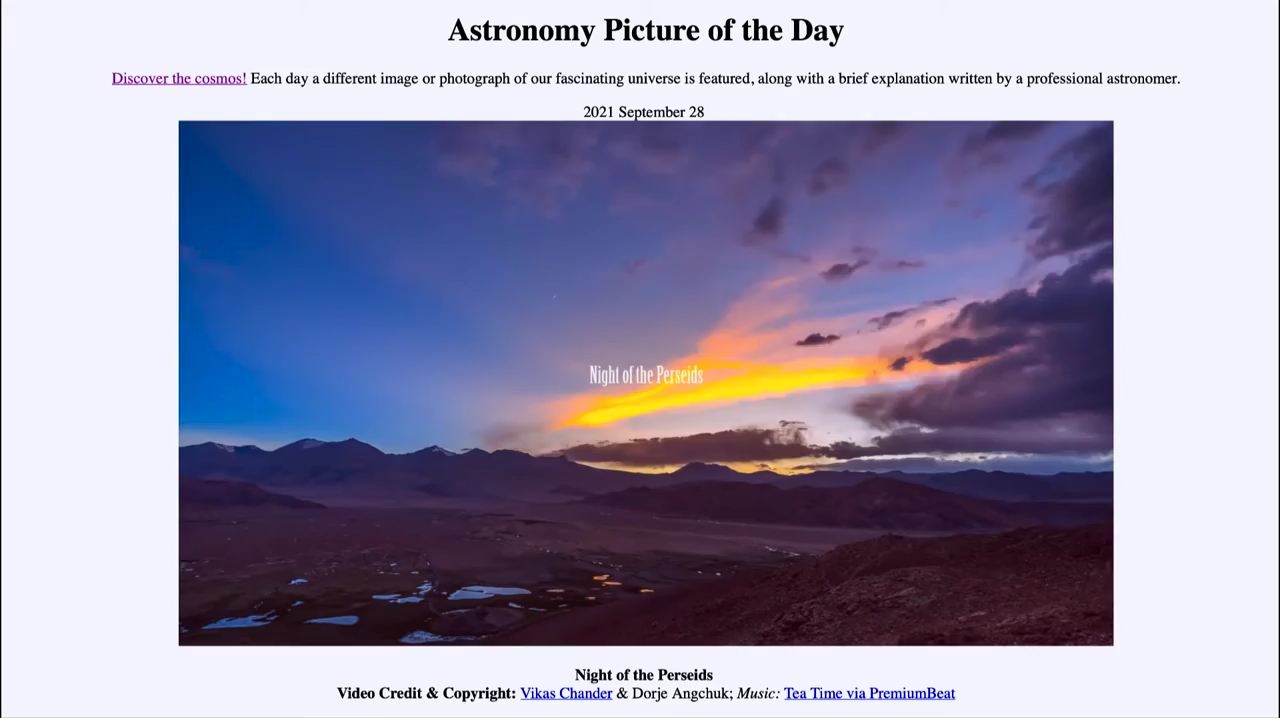 Astronomy Picture of the Day
Discover the cosmos! Each day a different image or photograph of our fascinating universe is featured, along with a brief explanation written by a professional astronomer.
2021 September 28
Night of the Perseids
Night of the Perseids
Video Credit & Copyright: Vikas Chander & Dorje Angchuk; Music: Tea Time via PremiumBeat